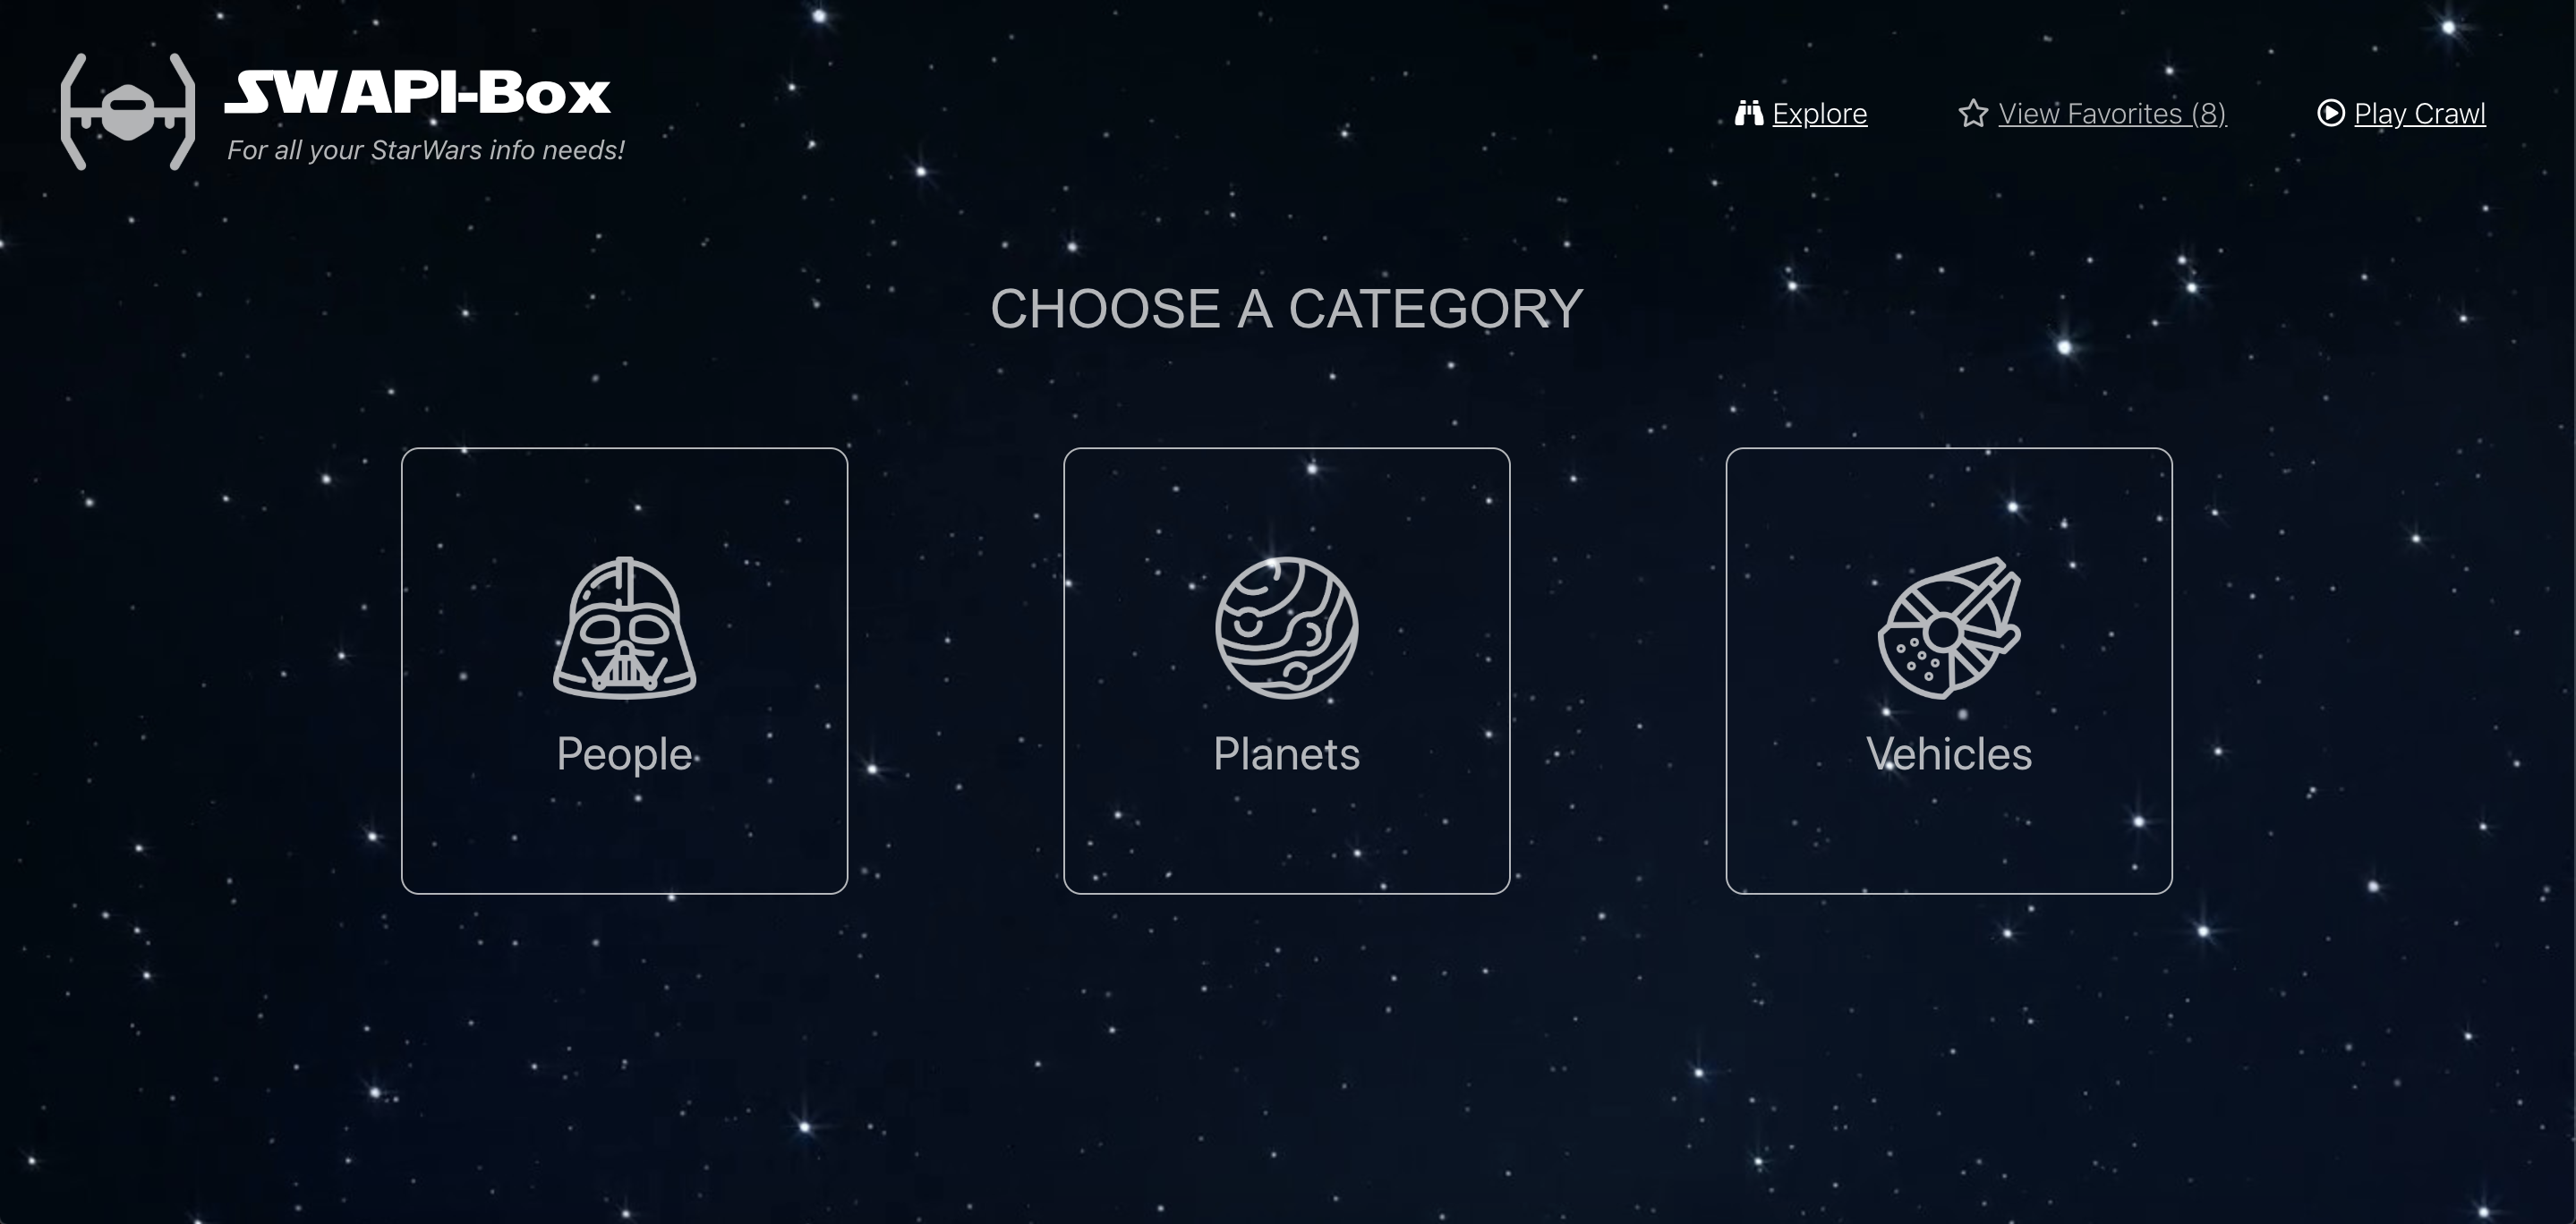 SWAPI-Box
For all your StarWars info needs!
Explore
View Favorites (8)
Play Crawl
CHOOSE A CATEGORY
People
Planets
Vehicles